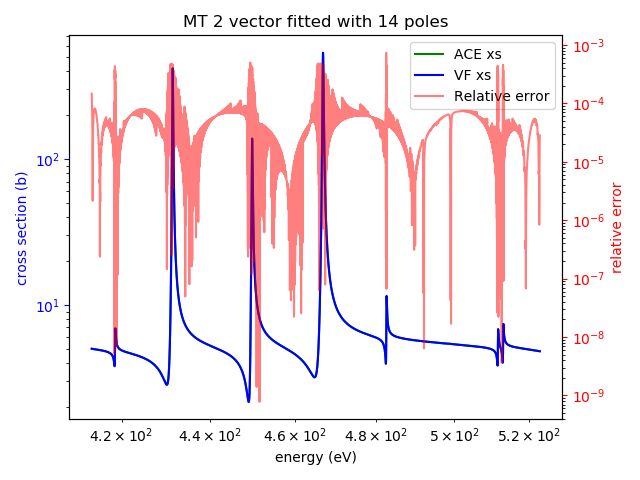 MT 2 vector fitted with 14 poles
ACE xs
VF xs
Relative error
10²
10¹
cross section (b)
10⁻³
10⁻⁴
10⁻⁵
10⁻⁶
10⁻⁷
10⁻⁸
10⁻⁹
relative error
4.2 × 10² 4.4 × 10² 4.6 × 10² 4.8 × 10² 5 × 10² 5.2 × 10²
energy (eV)